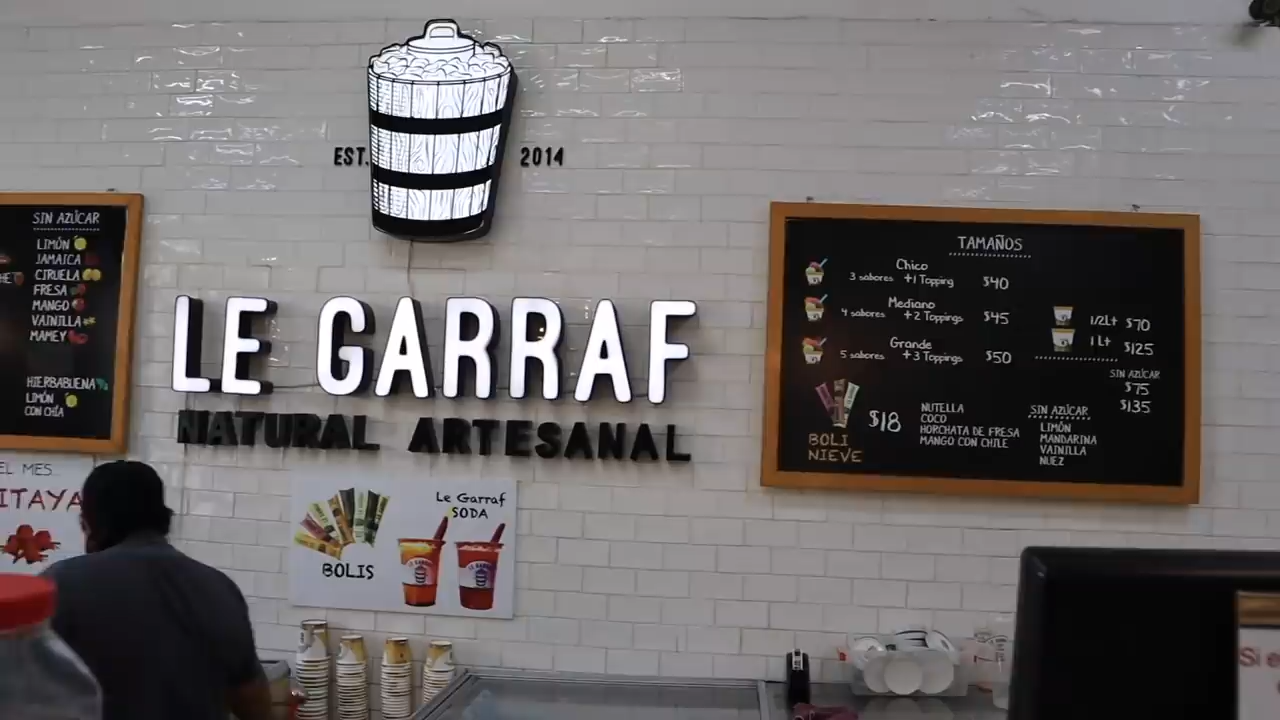 EST. 2014
LE GARRAF
NATURAL ARTESANAL
SIN AZÚCAR
LIMÓN
JAMAICA
CIRUELA
FRESA
MANGO
VAINILLA
MAMEY
HIERBABUENA
LIMÓN
CON CHÍA
EL MES
ITAYA
BOLIS
Le Garraf
SODA
TAMAÑOS
Chico
3 sabores +1 Topping $40
Mediano
4 sabores +2 Toppings $45
Grande
5 sabores +3 Toppings $50
1/2Lt $70
1 Lt $125
SIN AZÚCAR
$75
$135
BOLI
NIEVE
$18
NUTELLA
COCO
HORCHATA DE FRESA
MANGO CON CHILE
SIN AZÚCAR
LIMÓN
MANDARINA
VAINILLA
NUEZ
Si e